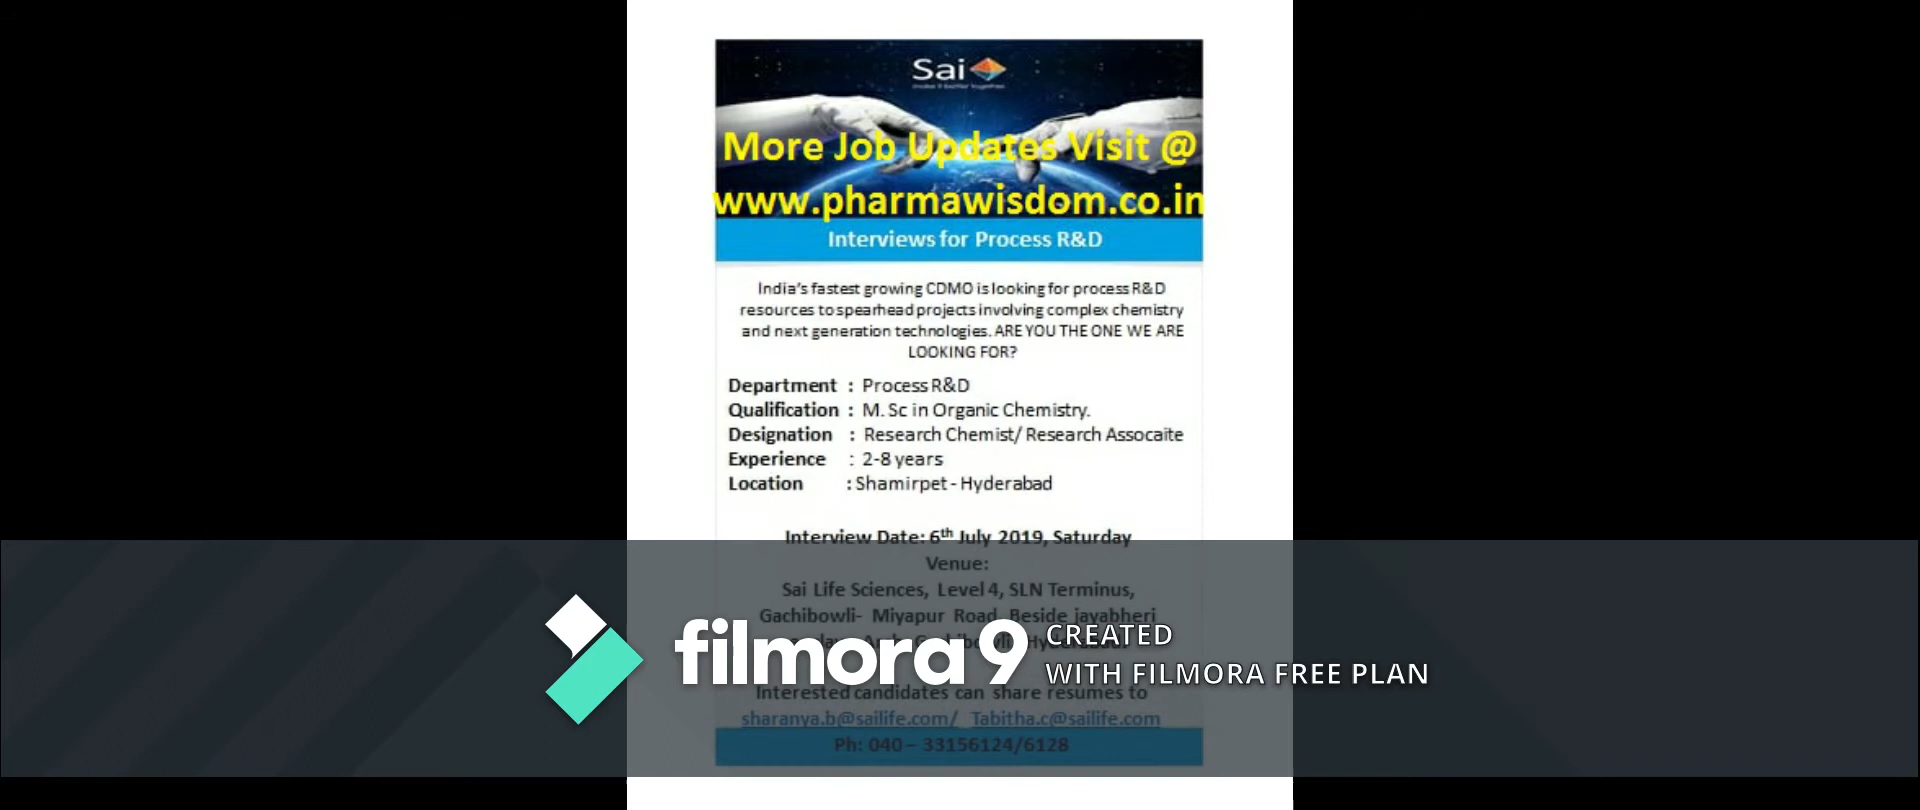 Sai
More Job Updates Visit @
www.pharmawisdom.co.in
Interviews for Process R&D
India's fastest growing CDMO is looking for process R&D
resources to spearhead projects involving complex chemistry
and next generation technologies. ARE YOU THE ONE WE ARE
LOOKING FOR?
Department : Process R&D
Qualification : M. Sc in Organic Chemistry.
Designation : Research Chemist/ Research Assocaite
Experience : 2-8 years
Location : Shamirpet - Hyderabad
Interview Date: 6th July 2019, Saturday
Venue:
Sai Life Sciences, Level 4, SLN Terminus,
Gachibowli- Miyapur Road, Beside jayabheri
filmora 9
CREATED
WITH FILMORA FREE PLAN
Interested candidates can share resumes to
sharanya.b@sailife.com/ Tabitha.c@sailife.com
Ph: 040 – 33156124/6128